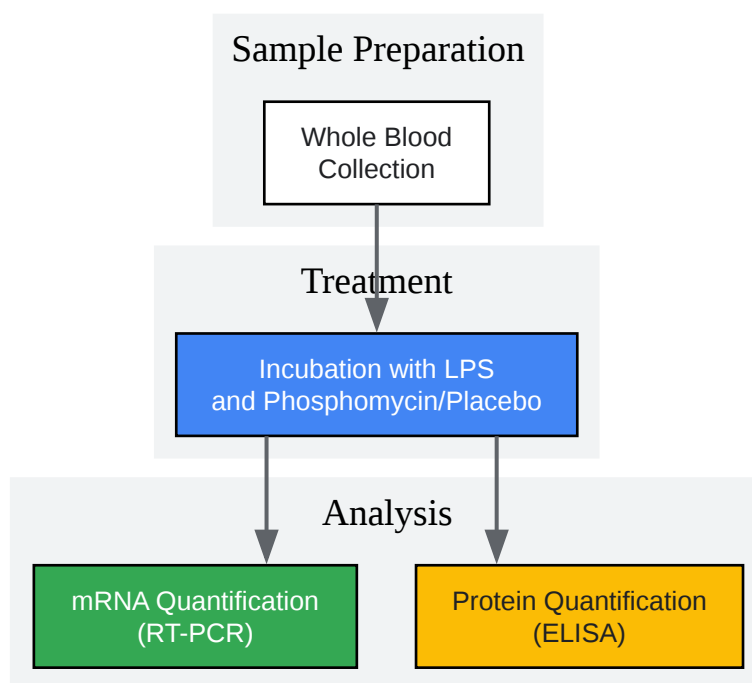 Sample Preparation
Whole Blood
Collection
Treatment
Incubation with LPS
and Phosphomycin/Placebo
Analysis
mRNA Quantification
(RT-PCR)
Protein Quantification
(ELISA)